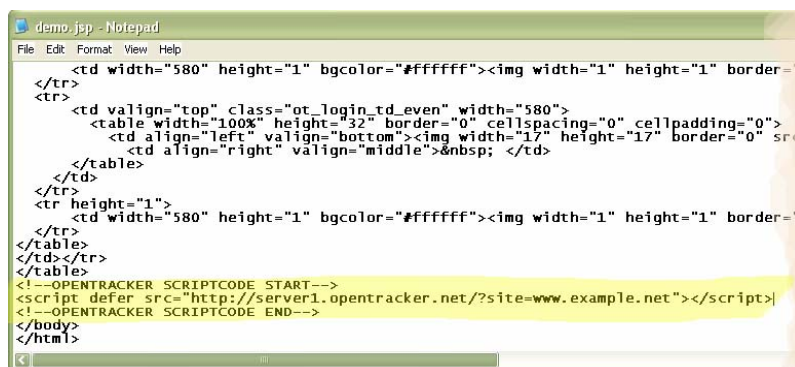 demo.jsp - Notepad
File Edit Format View Help
<td width="580" height="1" bgcolor="#ffffff"><img width="1" height="1" border=
</tr>
<tr>
<td valign="top" class="ot_login_td_even" width="580">
<table width="100%" height="32" border="0" cellspacing="0" cellpadding="0">
<td align="left" valign="bottom"><img width="17" height="17" border="0" src
<td align="right" valign="middle">&nbsp; </td>
</table>
</td>
</tr>
<tr height="1">
<td width="580" height="1" bgcolor="#ffffff"><img width="1" height="1" border=
</tr>
</table>
</td></tr>
</table>
<!--OPENTRACKER SCRIPTCODE START-->
<script defer src="http://server1.opentracker.net/?site=www.example.net"></script>
<!--OPENTRACKER SCRIPTCODE END-->
</body>
</html>